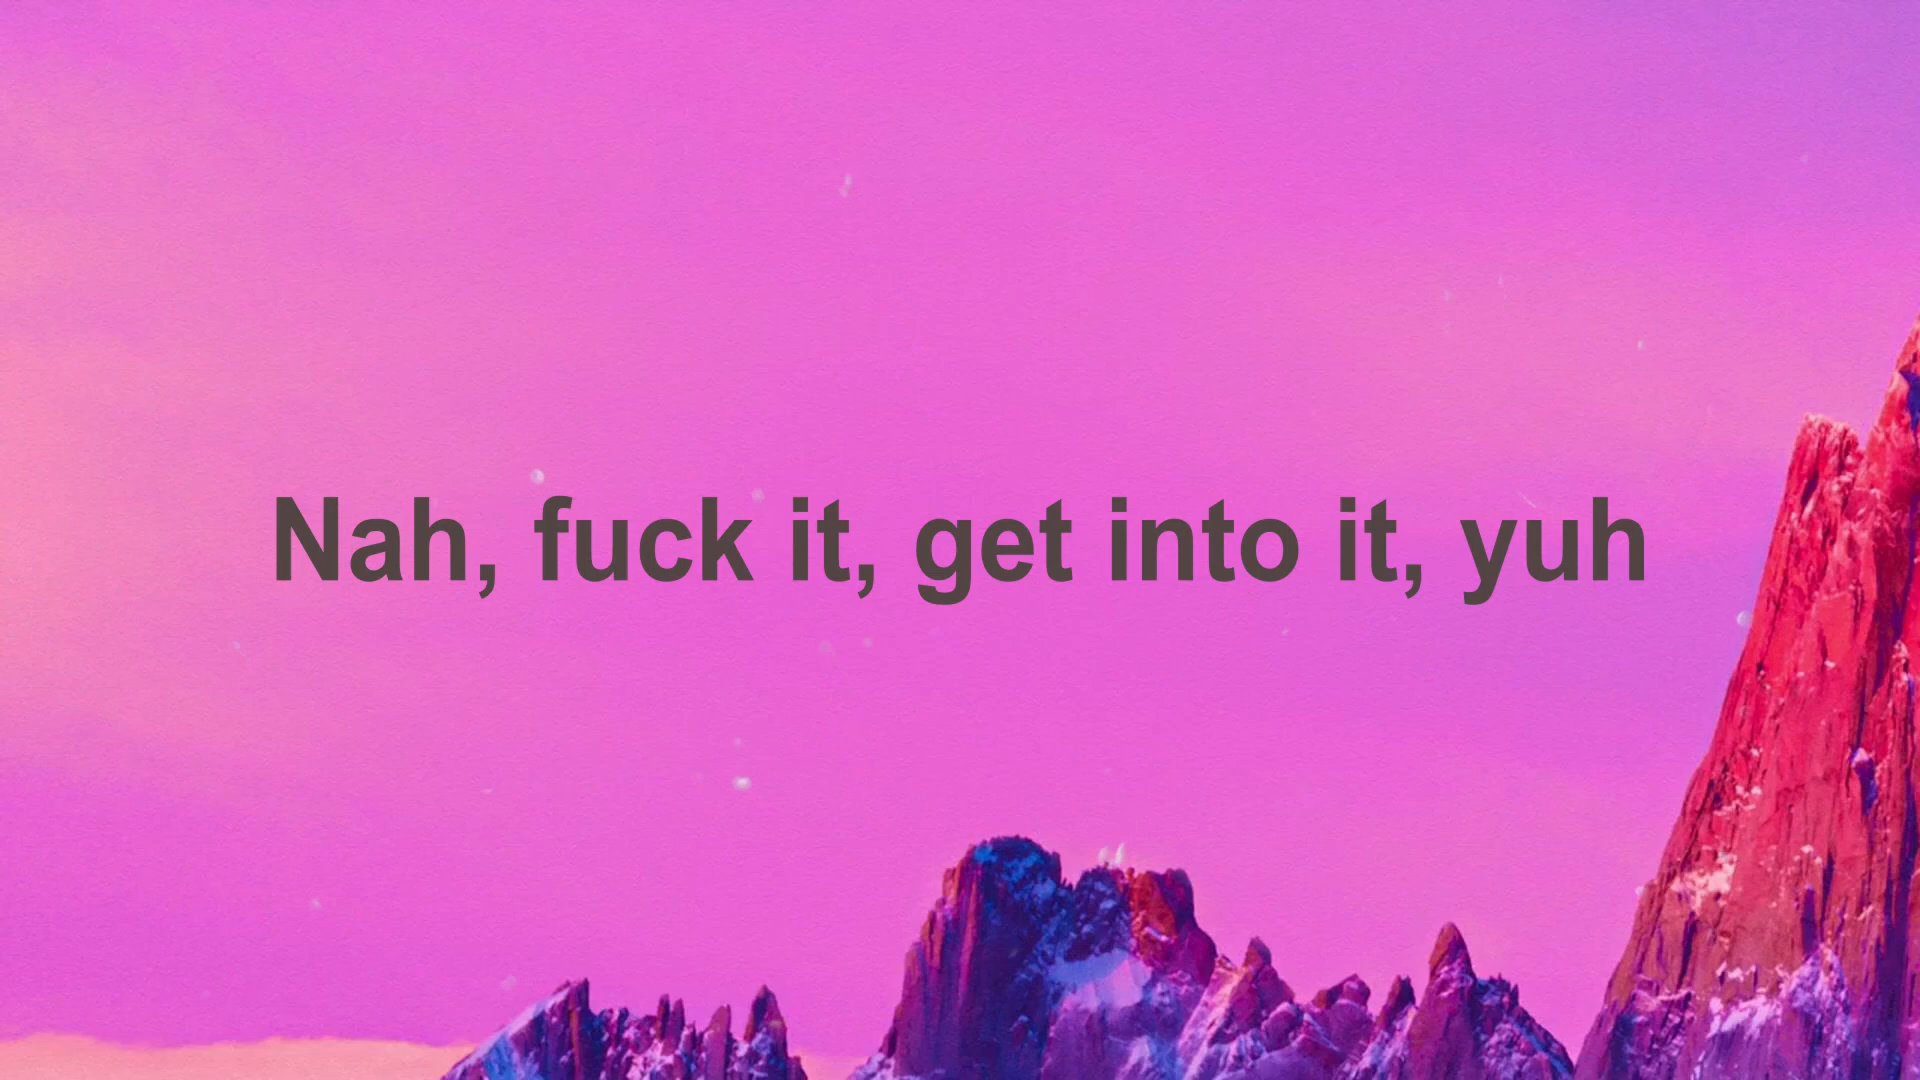 Nah, fuck it, get into it, yuh